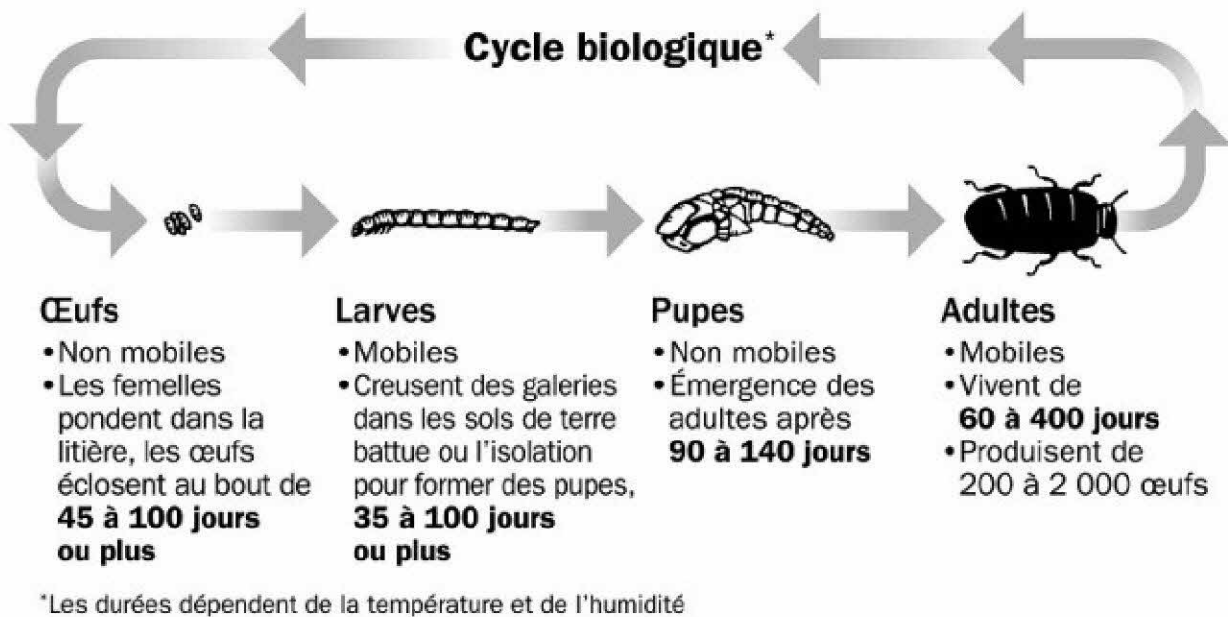 Cycle biologique*
Œufs
•Non mobiles
•Les femelles
pondent dans la
litière, les œufs
éclosent au bout de
45 à 100 jours
ou plus
Larves
•Mobiles
•Creusent des galeries
dans les sols de terre
battue ou l'isolation
pour former des pupes,
35 à 100 jours
ou plus
Pupes
•Non mobiles
•Émergence des
adultes après
90 à 140 jours
Adultes
•Mobiles
•Vivent de
60 à 400 jours
•Produisent de
200 à 2 000 œufs
*Les durées dépendent de la température et de l'humidité